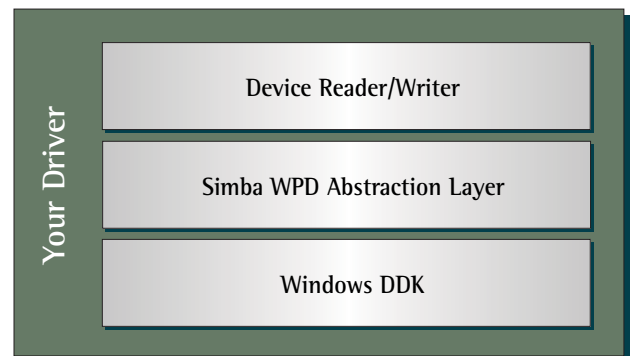 Your Driver
Device Reader/Writer
Simba WPD Abstraction Layer
Windows DDK